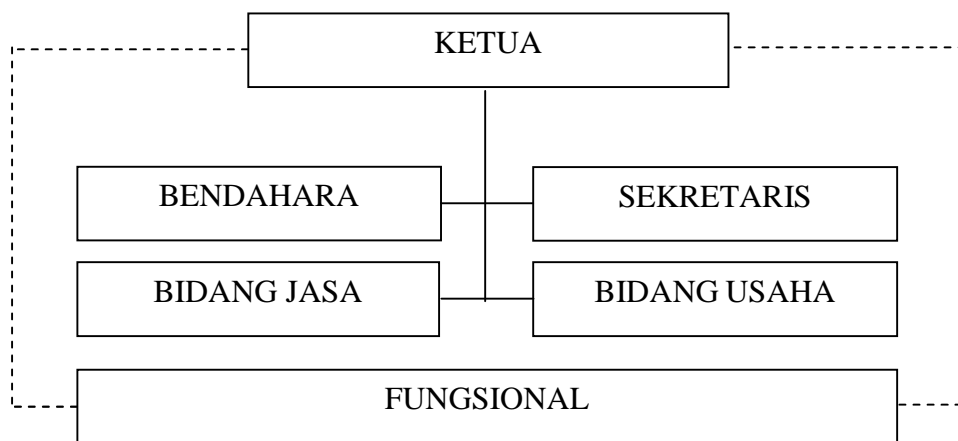 KETUA
BENDAHARA
SEKRETARIS
BIDANG JASA
BIDANG USAHA
FUNGSIONAL